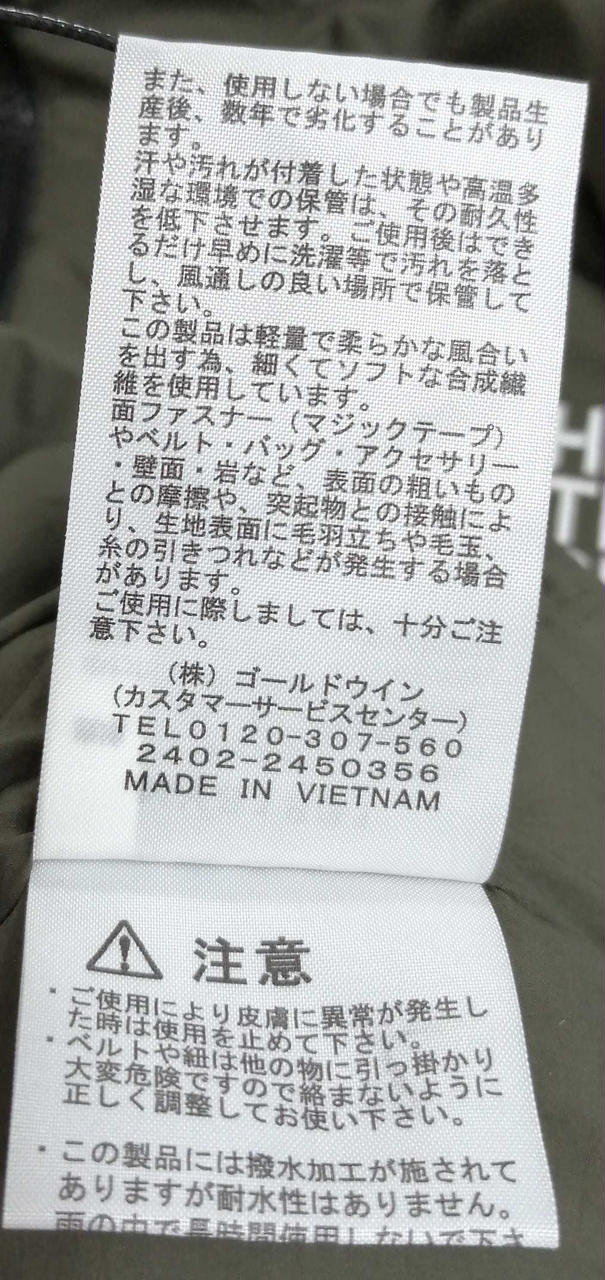 また、使用しない場合でも製品生
産後、数年で劣化することがあり
ます。
汗や汚れが付着した状態や高温多
湿な環境での保管は、その耐久性
を低下させます。ご使用後はでき
るだけ早めに洗濯等で汚れを落と
し、風通しの良い場所で保管して
下さい。
この製品は軽量で柔らかな風合い
を出す為、細くてソフトな合成繊
維を使用しています。
面ファスナー（マジックテープ）
やベルト・バッグ・アクセサリー
・壁面・岩など、表面の粗いもの
との摩擦や、突起物との接触によ
り、生地表面に毛羽立ちや毛玉、
糸の引きつれなどが発生する場合
があります。
ご使用に際しましては、十分ご注
意下さい。
（株）ゴールドウイン
（カスタマーサービスセンター）
ＴＥＬ０１２０－３０７－５６０
２４０２－２４５０３５６
MADE IN VIETNAM
注意
・ご使用により皮膚に異常が発生し
た時は使用を止めて下さい。
・ベルトや紐は他の物に引っ掛かり
大変危険ですので絡まないように
正しく調整してお使い下さい。
・この製品には撥水加工が施されて
ありますが耐水性はありません。
雨の中で長時間使用しないで下さ